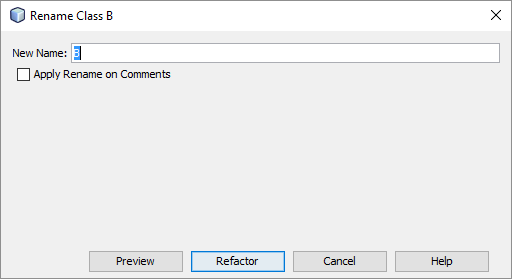 Rename Class B
New Name:
Apply Rename on Comments
Preview Refactor Cancel Help